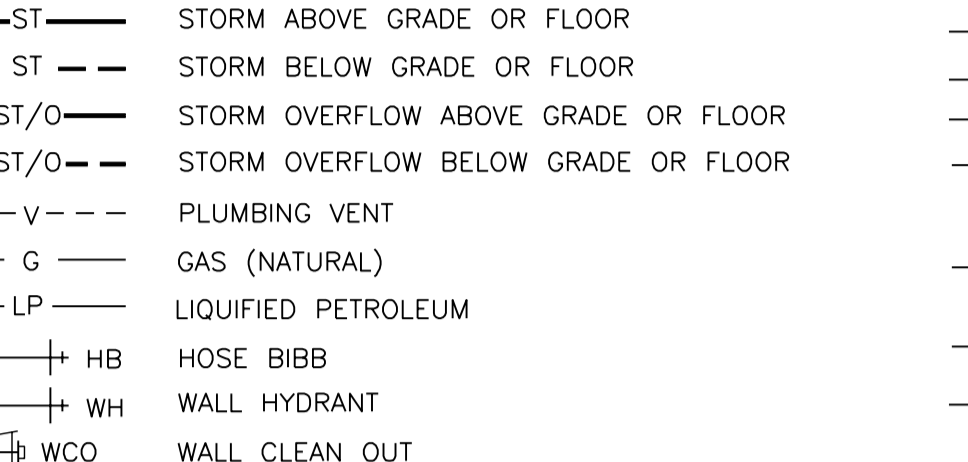 ST STORM ABOVE GRADE OR FLOOR
ST STORM BELOW GRADE OR FLOOR
ST/O STORM OVERFLOW ABOVE GRADE OR FLOOR
ST/O STORM OVERFLOW BELOW GRADE OR FLOOR
V PLUMBING VENT
G GAS (NATURAL)
LP LIQUIFIED PETROLEUM
HB HOSE BIBB
WH WALL HYDRANT
WCO WALL CLEAN OUT